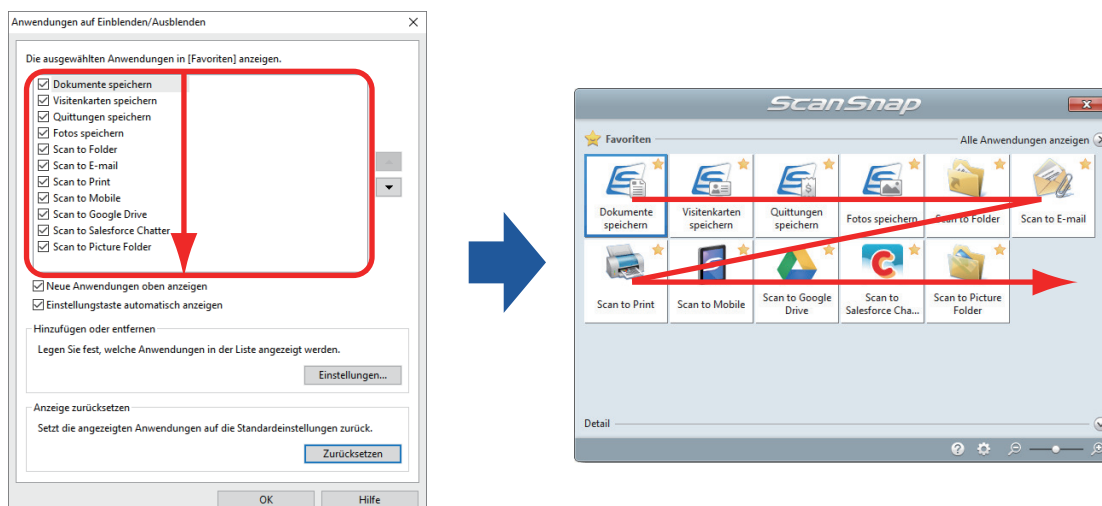 Anwendungen auf Einblenden/Ausblenden
Die ausgewählten Anwendungen in [Favoriten] anzeigen.
Dokumente speichern
Visitenkarten speichern
Quittungen speichern
Fotos speichern
Scan to Folder
Scan to E-mail
Scan to Print
Scan to Mobile
Scan to Google Drive
Scan to Salesforce Chatter
Scan to Picture Folder
Neue Anwendungen oben anzeigen
Einstellungstaste automatisch anzeigen
Hinzufügen oder entfernen
Legen Sie fest, welche Anwendungen in der Liste angezeigt werden.
Einstellungen...
Anzeige zurücksetzen
Setzt die angezeigten Anwendungen auf die Standardeinstellungen zurück.
Zurücksetzen
OK
Hilfe
ScanSnap
Favoriten
Alle Anwendungen anzeigen
Dokumente
speichern
Visitenkarten
speichern
Quittungen
speichern
Fotos speichern
Scan to Folder
Scan to E-mail
Scan to Print
Scan to Mobile
Scan to Google
Drive
Scan to
Salesforce Cha...
Scan to Picture
Folder
Detail